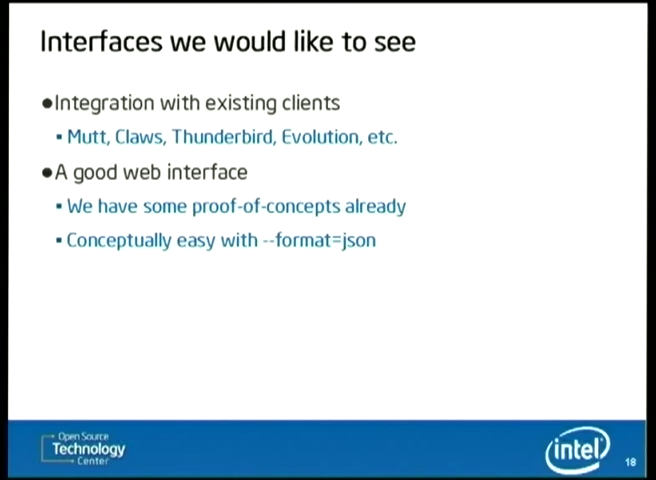 Interfaces we would like to see
●Integration with existing clients
▪ Mutt, Claws, Thunderbird, Evolution, etc.
●A good web interface
▪ We have some proof-of-concepts already
▪ Conceptually easy with --format=json
Open Source
Technology
Center
intel
18